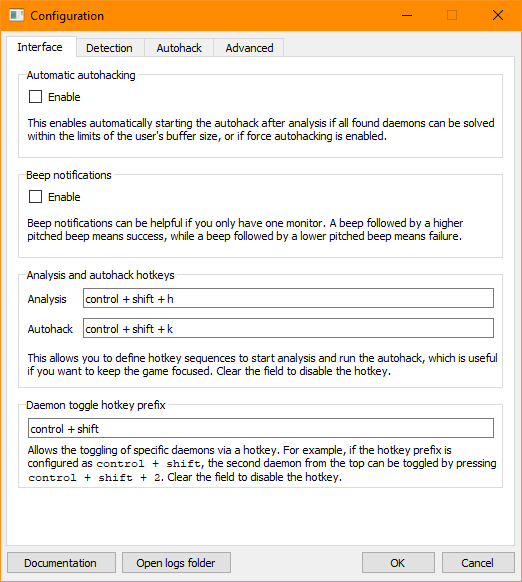 Configuration
Interface
Detection
Autohack
Advanced
Automatic autohacking
Enable
This enables automatically starting the autohack after analysis if all found daemons can be solved
within the limits of the user's buffer size, or if force autohacking is enabled.
Beep notifications
Enable
Beep notifications can be helpful if you only have one monitor. A beep followed by a higher
pitched beep means success, while a beep followed by a lower pitched beep means failure.
Analysis and autohack hotkeys
Analysis control + shift + h
Autohack control + shift + k
This allows you to define hotkey sequences to start analysis and run the autohack, which is useful
if you want to keep the game focused. Clear the field to disable the hotkey.
Daemon toggle hotkey prefix
control + shift
Allows the toggling of specific daemons via a hotkey. For example, if the hotkey prefix is
configured as control + shift, the second daemon from the top can be toggled by pressing
control + shift + 2. Clear the field to disable the hotkey.
Documentation
Open logs folder
OK
Cancel